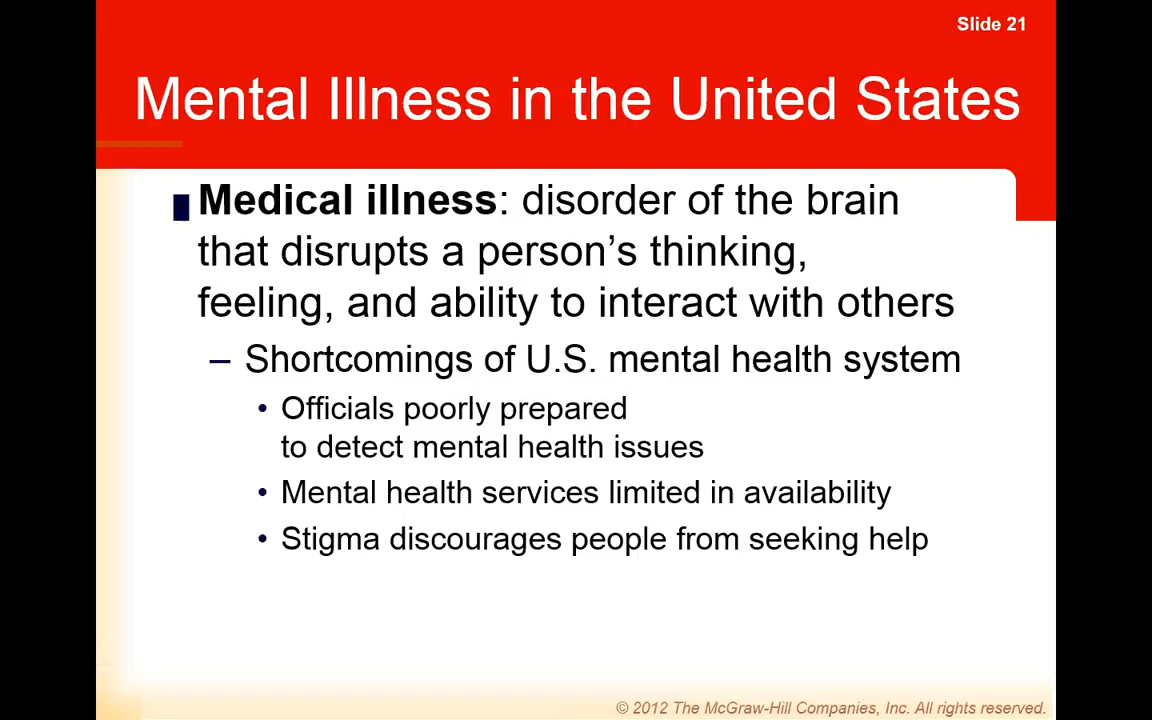 Slide 21
Mental Illness in the United States
Medical illness: disorder of the brain
that disrupts a person’s thinking,
feeling, and ability to interact with others
– Shortcomings of U.S. mental health system
• Officials poorly prepared
to detect mental health issues
• Mental health services limited in availability
• Stigma discourages people from seeking help
© 2012 The McGraw-Hill Companies, Inc. All rights reserved.